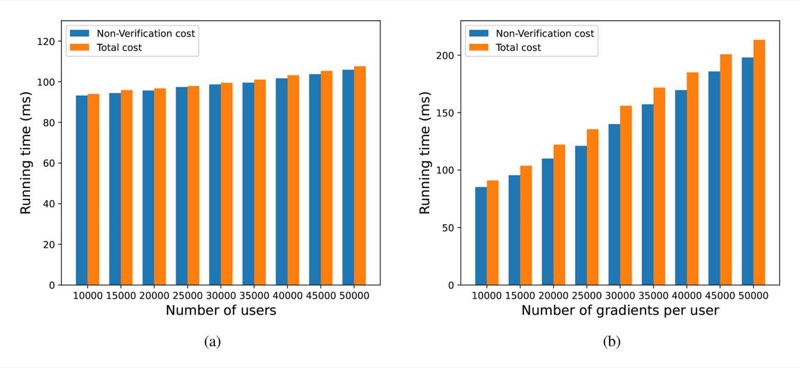 Non-Verification cost
Total cost
120
100
80
60
40
20
0
Running time (ms)
10000 15000 20000 25000 30000 35000 40000 45000 50000
Number of users
(a)
Non-Verification cost
Total cost
200
150
100
50
0
Running time (ms)
10000 15000 20000 25000 30000 35000 40000 45000 50000
Number of gradients per user
(b)